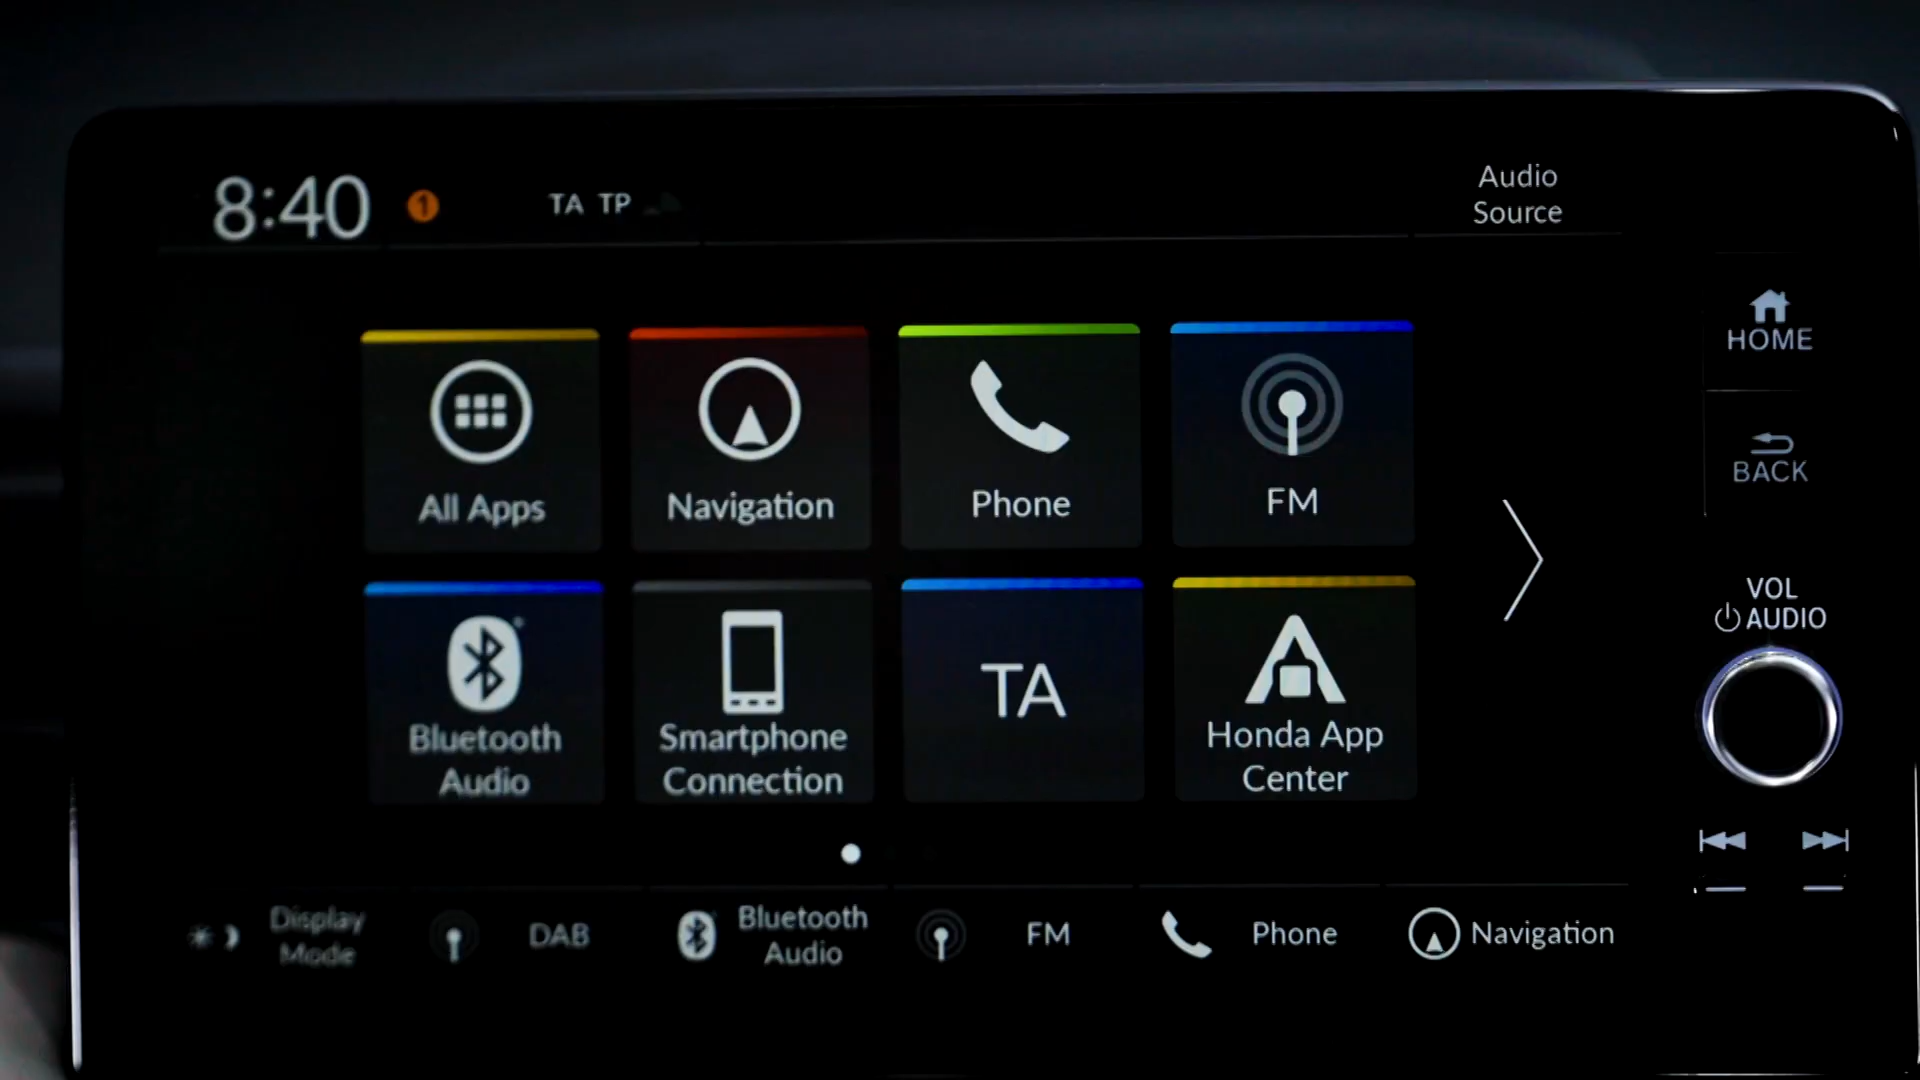 8:40
1
TA TP
Audio
Source
HOME
BACK
VOL
AUDIO
All Apps
Navigation
Phone
FM
Bluetooth
Audio
Smartphone
Connection
TA
Honda App
Center
Display
Mode
DAB
Bluetooth
Audio
FM
Phone
Navigation